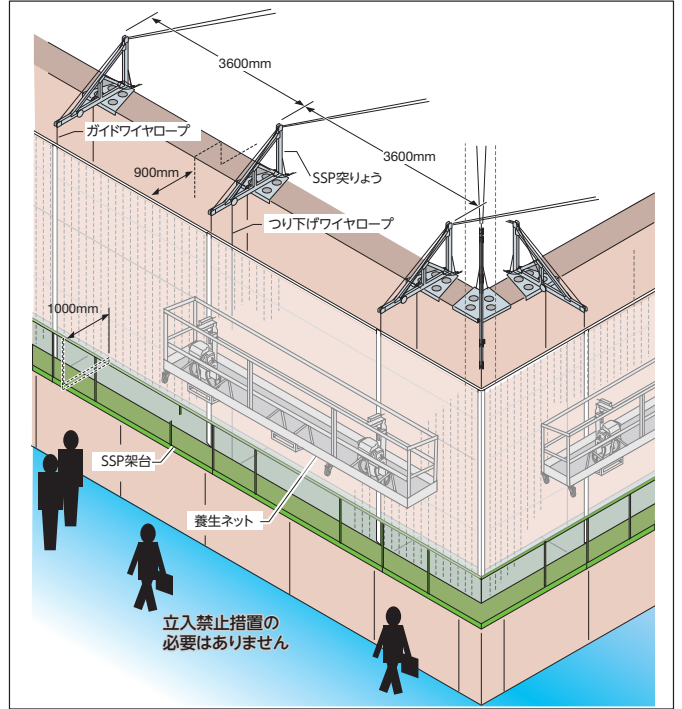 3600mm
ガイドワイヤロープ
3600mm
900mm
SSP突りょう
つり下げワイヤロープ
1000mm
SSP架台
養生ネット
立入禁止措置の
必要はありません